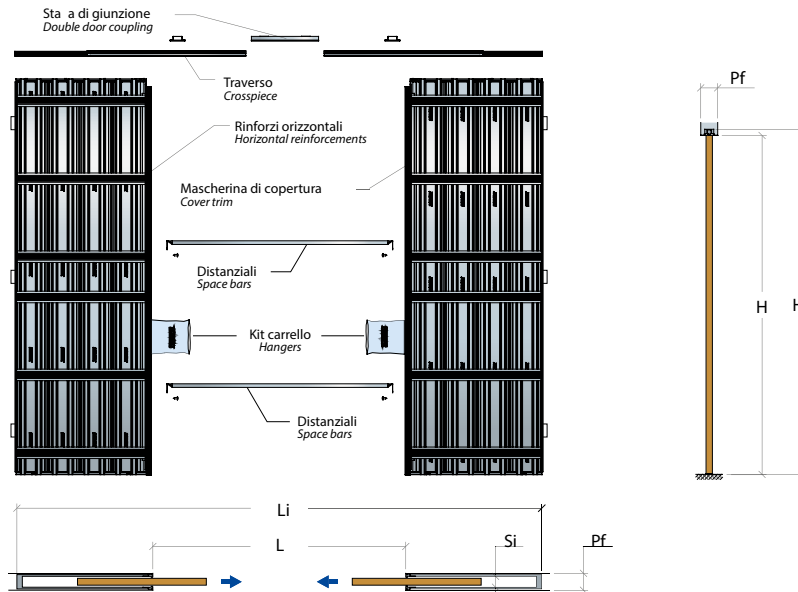 Sta a di giunzione
Double door coupling
Traverso
Crosspiece
Pf
Rinforzi orizzontali
Horizontal reinforcements
Mascherina di copertura
Cover trim
Distanziali
Space bars
H
H
Kit carrello
Hangers
Distanziali
Space bars
Li
L
Si
Pf